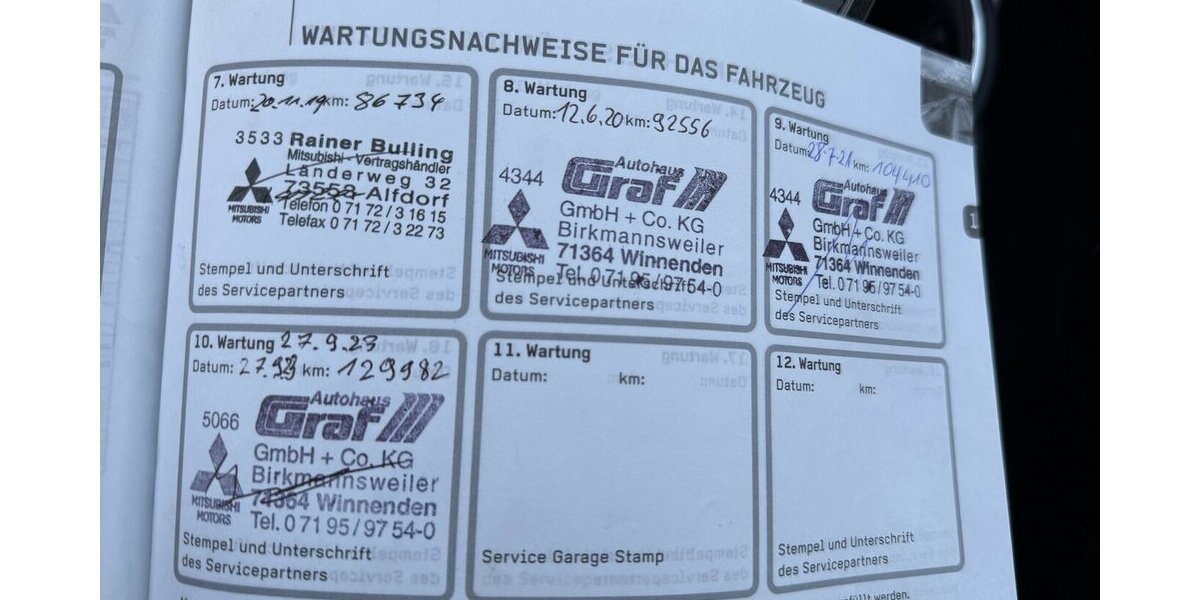 WARTUNGSNACHWEISE FÜR DAS FAHRZEUG
7. Wartung
Datum: 20.11.19 km: 86734
3533 Rainer Bulling
Mitsubishi-Vertragshändler
Länderweg 32
73553 Alfdorf
Telefon 0 71 72 / 3 16 15
Telefax 0 71 72 / 3 22 73
MITSUBISHI
MOTORS
Stempel und Unterschrift
des Servicepartners
8. Wartung
Datum: 12.6.20 km: 92556
4344 Autohaus
Graf
GmbH + Co. KG
Birkmannsweiler
71364 Winnenden
Tel. 0 71 95 / 97 54-0
MITSUBISHI
MOTORS
Stempel und Unterschrift
des Servicepartners
9. Wartung
Datum: 28.7.21 km: 104410
4344 Autohaus
Graf
GmbH + Co. KG
Birkmannsweiler
71364 Winnenden
Tel. 0 71 95 / 97 54-0
MITSUBISHI
MOTORS
Stempel und Unterschrift
des Servicepartners
10. Wartung 27.9.23
Datum: km: 129982
5066 Autohaus
Graf
GmbH + Co. KG
Birkmannsweiler
71364 Winnenden
Tel. 0 71 95 / 97 54-0
MITSUBISHI
MOTORS
Stempel und Unterschrift
des Servicepartners
11. Wartung
Datum: km:
Service Garage Stamp
12. Wartung
Datum: km:
Stempel und Unterschrift
des Servicepartners
werden.